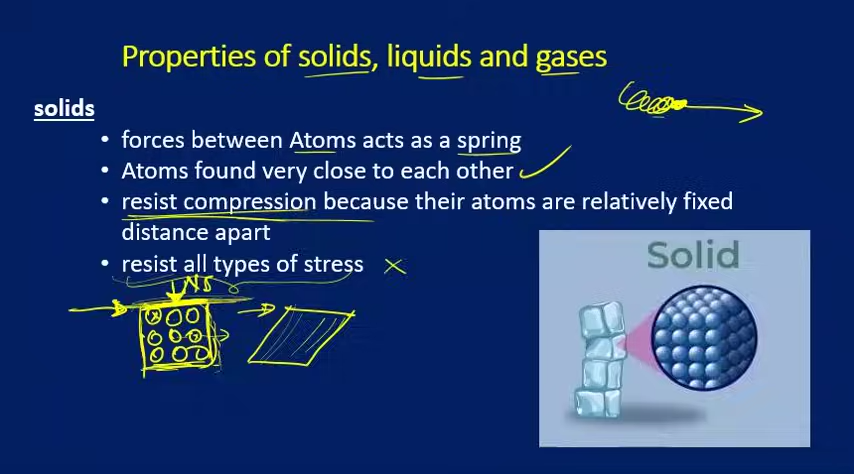 Properties of solids, liquids and gases
solids
• forces between Atoms acts as a spring
• Atoms found very close to each other
• resist compression because their atoms are relatively fixed
distance apart
• resist all types of stress
Solid